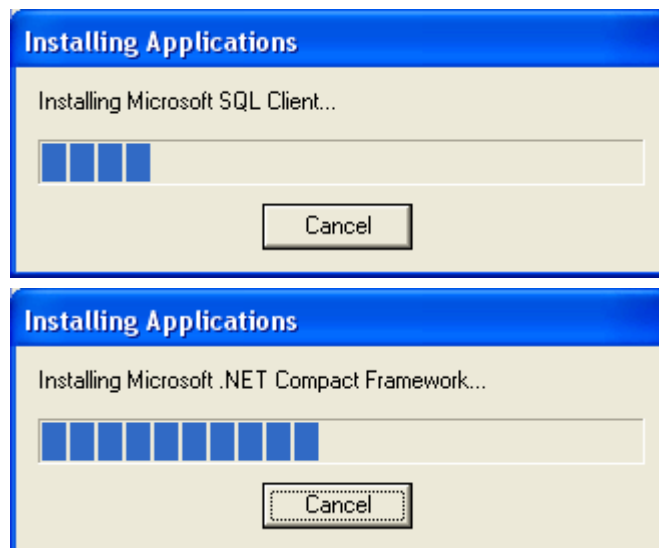 Installing Applications
Installing Microsoft SQL Client...
Cancel
Installing Applications
Installing Microsoft .NET Compact Framework...
Cancel